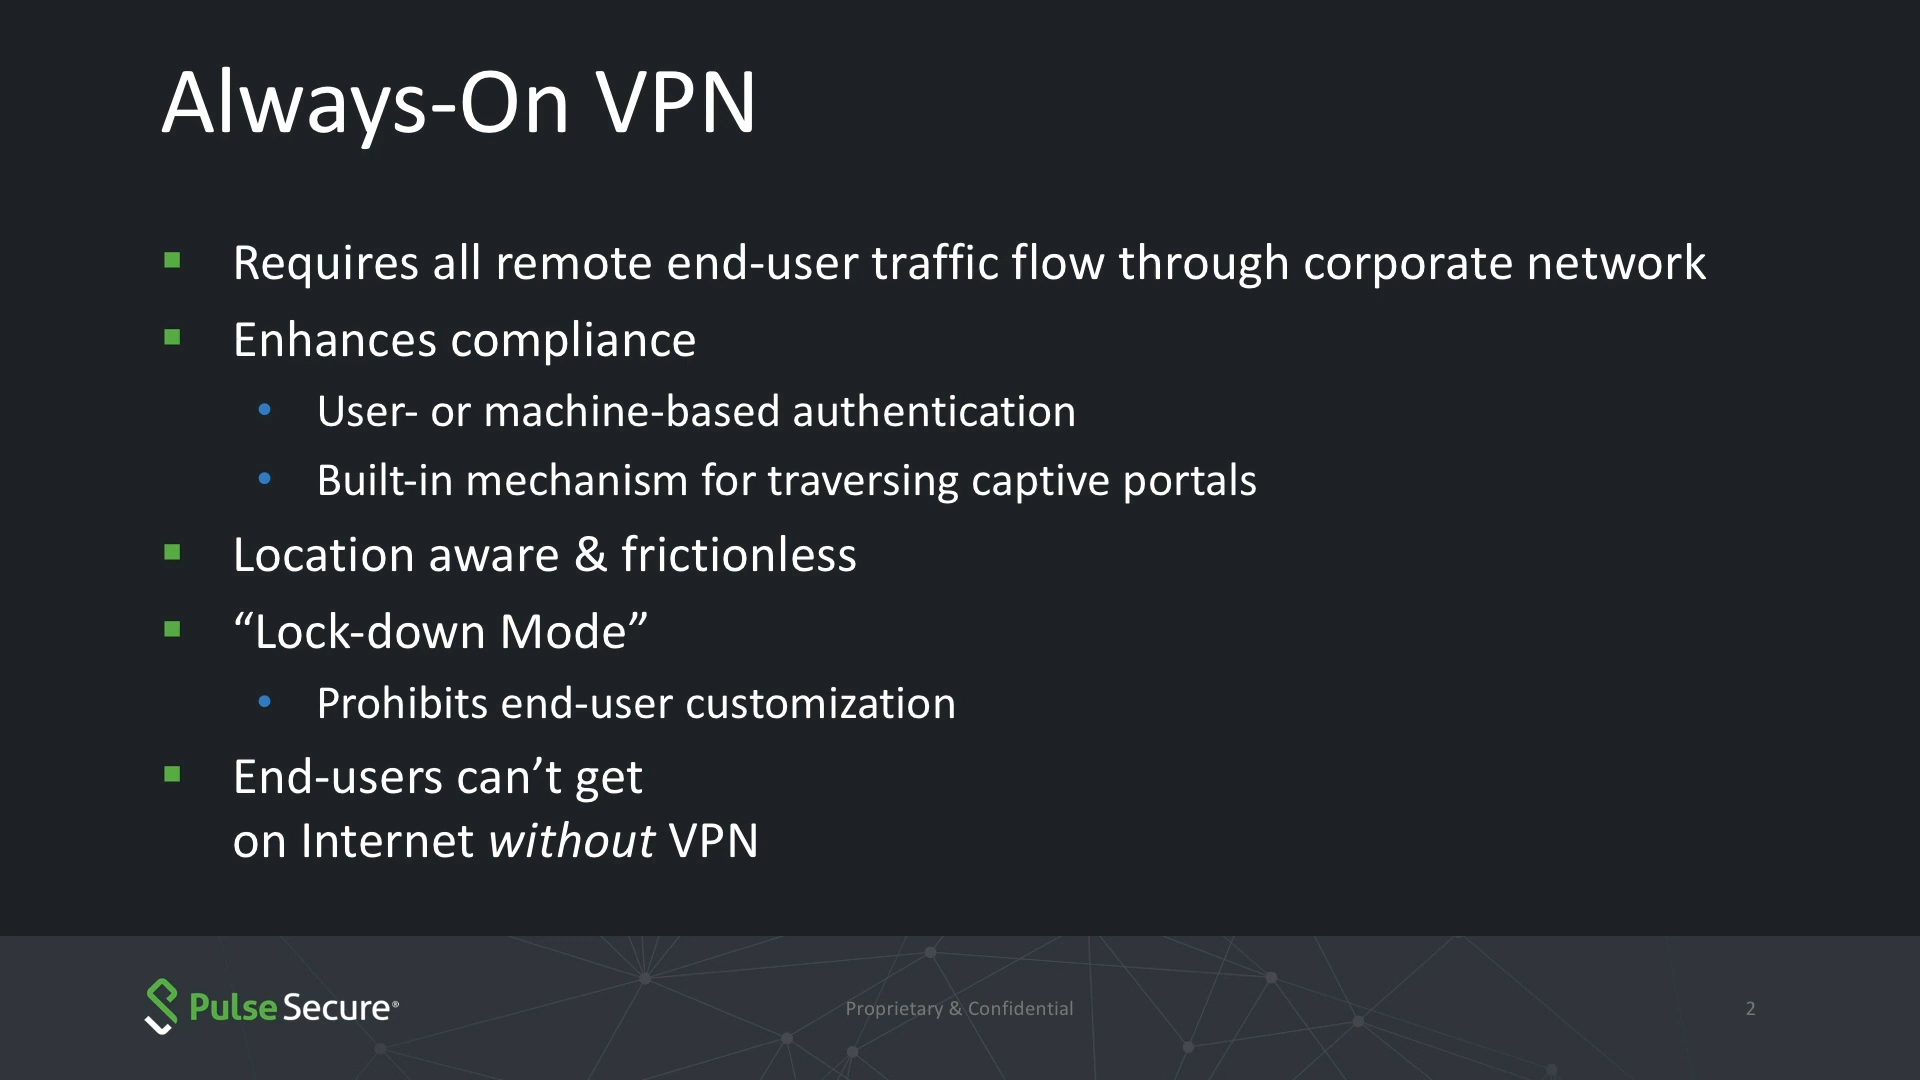 Always-On VPN
Requires all remote end-user traffic flow through corporate network
Enhances compliance
User- or machine-based authentication
Built-in mechanism for traversing captive portals
Location aware & frictionless
“Lock-down Mode”
Prohibits end-user customization
End-users can’t get
on Internet without VPN
Pulse Secure®
Proprietary & Confidential
2